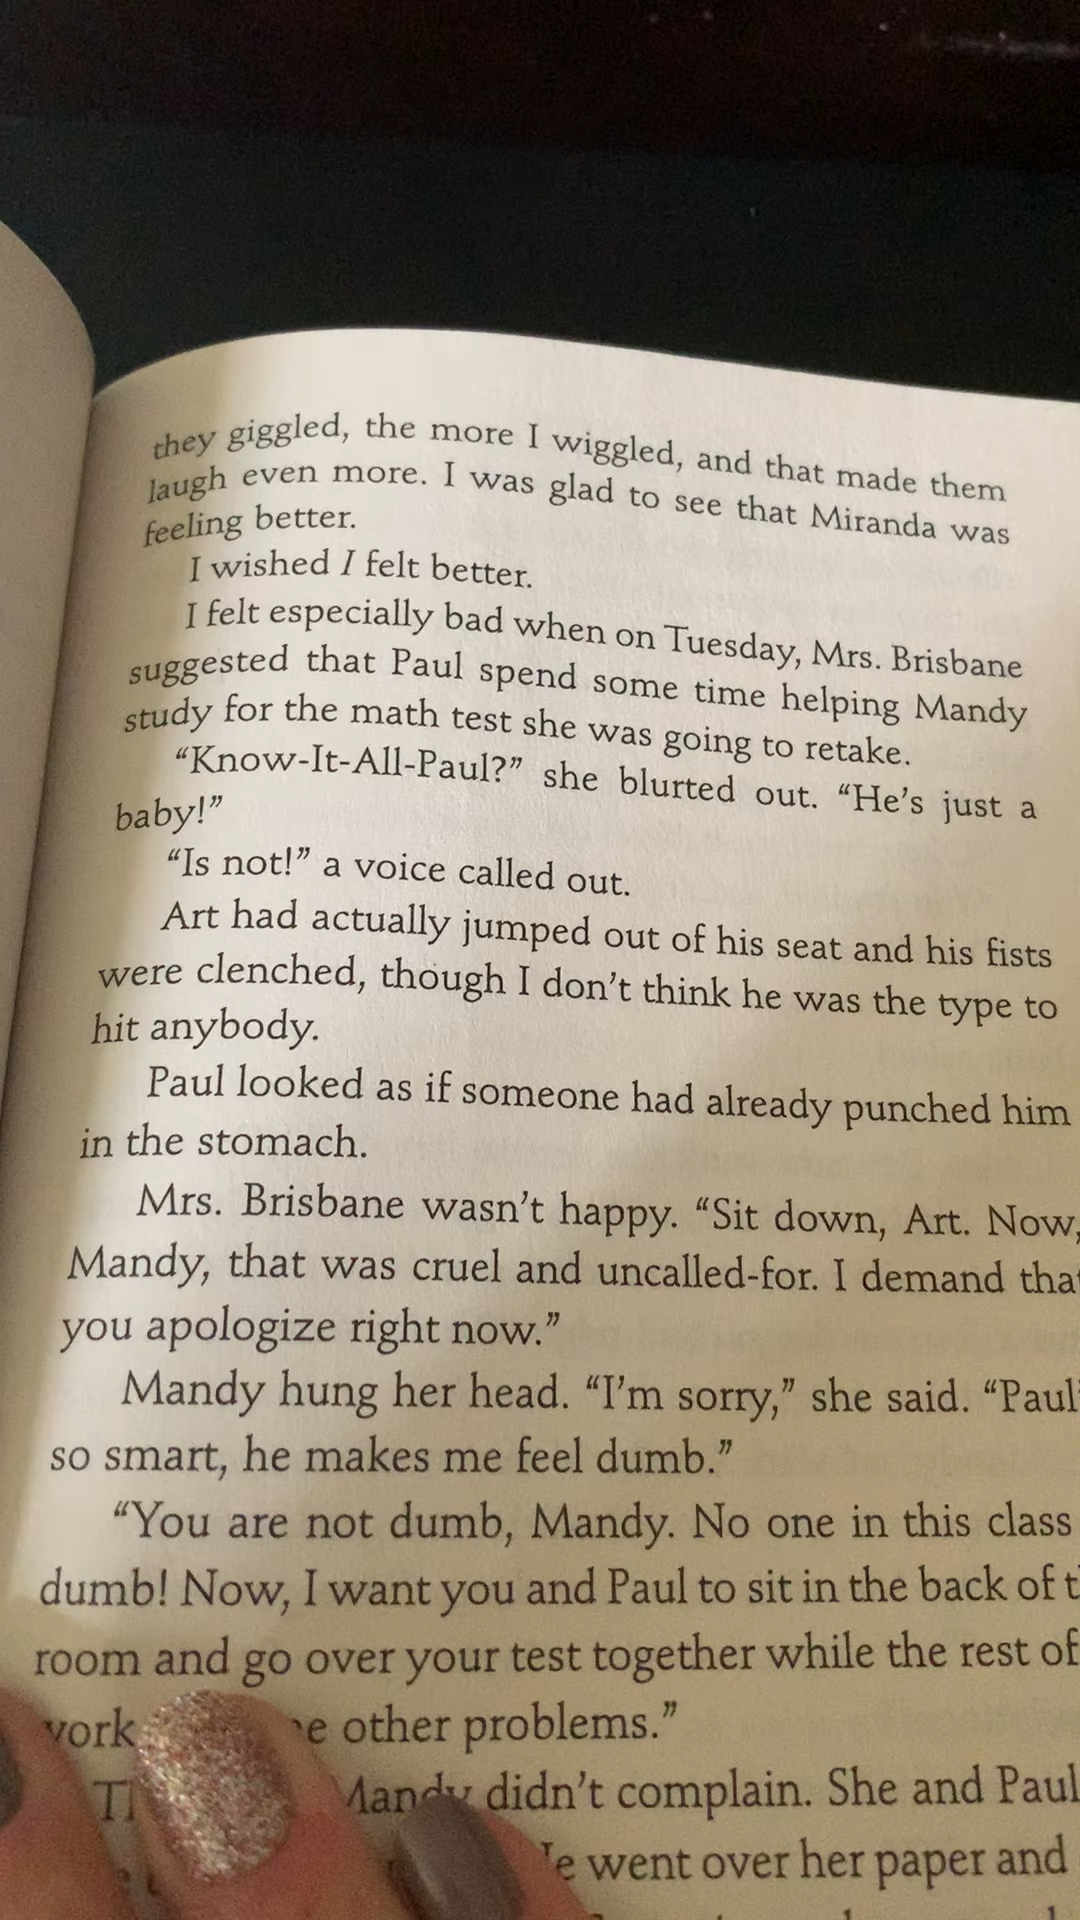 they giggled, the more I wiggled, and that made them
laugh even more. I was glad to see that Miranda was
feeling better.
I wished I felt better.
I felt especially bad when on Tuesday, Mrs. Brisbane
suggested that Paul spend some time helping Mandy
study for the math test she was going to retake.
“Know-It-All-Paul?” she blurted out. “He’s just a
baby!”
“Is not!” a voice called out.
Art had actually jumped out of his seat and his fists
were clenched, though I don’t think he was the type to
hit anybody.
Paul looked as if someone had already punched him
in the stomach.
Mrs. Brisbane wasn’t happy. “Sit down, Art. Now,
Mandy, that was cruel and uncalled-for. I demand
you apologize right now.”
Mandy hung her head. “I’m sorry,” she said. “Paul
so smart, he makes me feel dumb.”
“You are not dumb, Mandy. No one in this class
dumb! Now, I want you and Paul to sit in the back of
room and go over your test together while the rest of
other problems.”
Mandy didn’t complain. She and Paul
went over her paper and